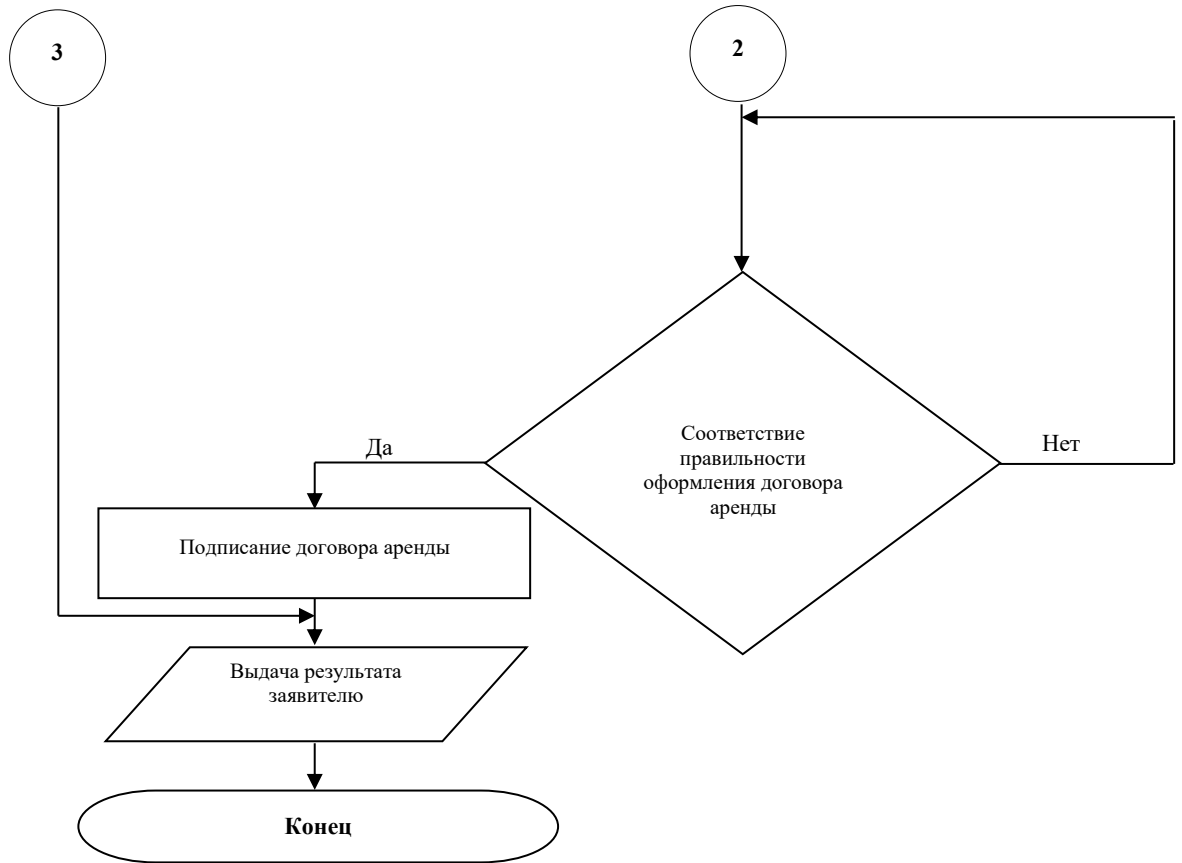 3
2
Соответствие
правильности
оформления договора
аренды
Да
Нет
Подписание договора аренды
Выдача результата
заявителю
Конец